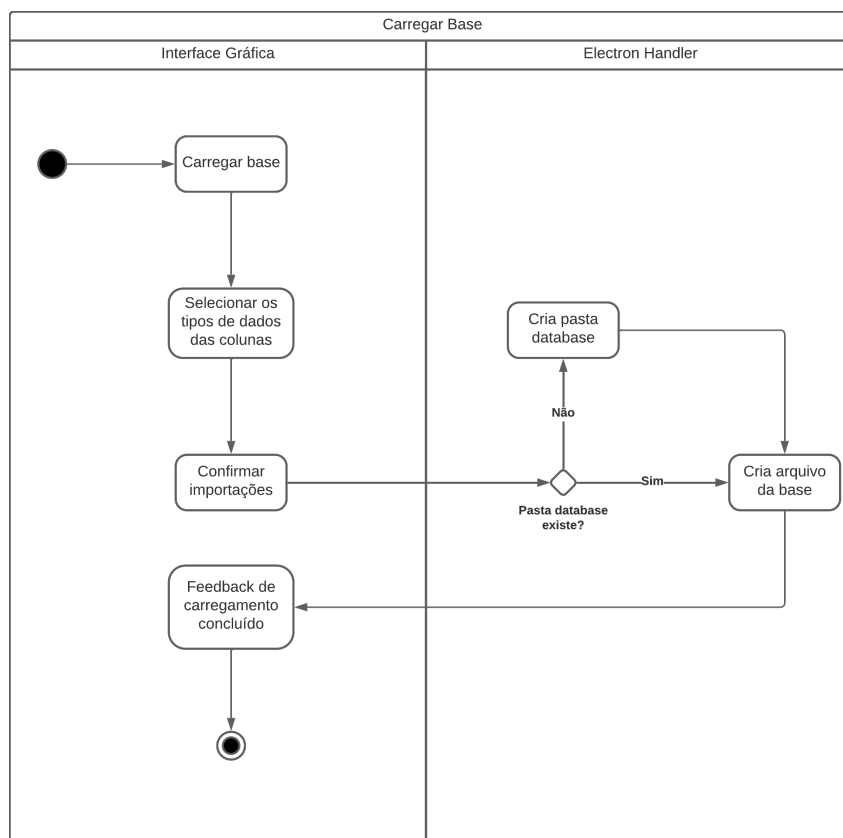 Carregar Base
Interface Gráfica
Electron Handler
Carregar base
Selecionar os
tipos de dados
das colunas
Cria pasta
database
Não
Confirmar
importações
Sim
Cria arquivo
da base
Pasta database
existe?
Feedback de
carregamento
concluído